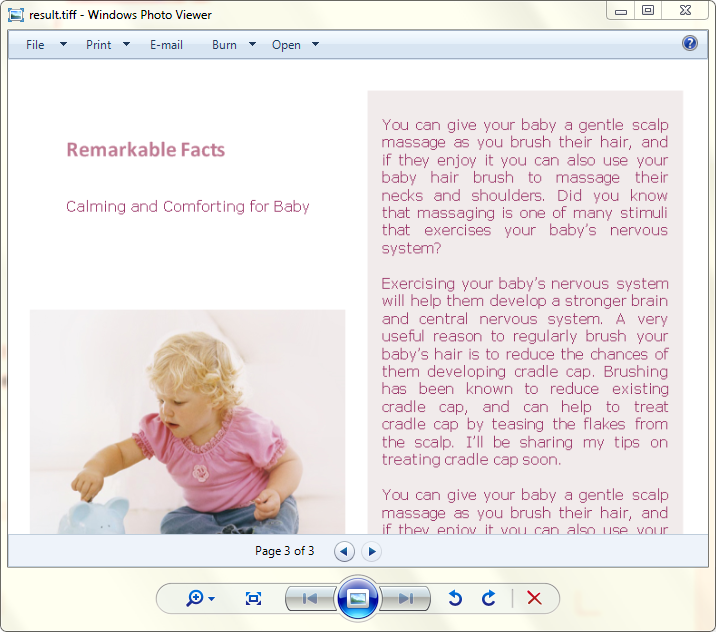 result.tiff - Windows Photo Viewer
File Print E-mail Burn Open
Remarkable Facts
Calming and Comforting for Baby
You can give your baby a gentle scalp
massage as you brush their hair, and
if they enjoy it you can also use your
baby hair brush to massage their
necks and shoulders. Did you know
that massaging is one of many stimuli
that exercises your baby’s nervous
system?
Exercising your baby’s nervous system
will help them develop a stronger brain
and central nervous system. A very
useful reason to regularly brush your
baby’s hair is to reduce the chances of
them developing cradle cap. Brushing
has been known to reduce existing
cradle cap, and can help to treat
cradle cap by teasing the flakes from
the scalp. I’ll be sharing my tips on
treating cradle cap soon.
You can give your baby a gentle scalp
massage as you brush their hair, and
if they enjoy it you can also use your
Page 3 of 3